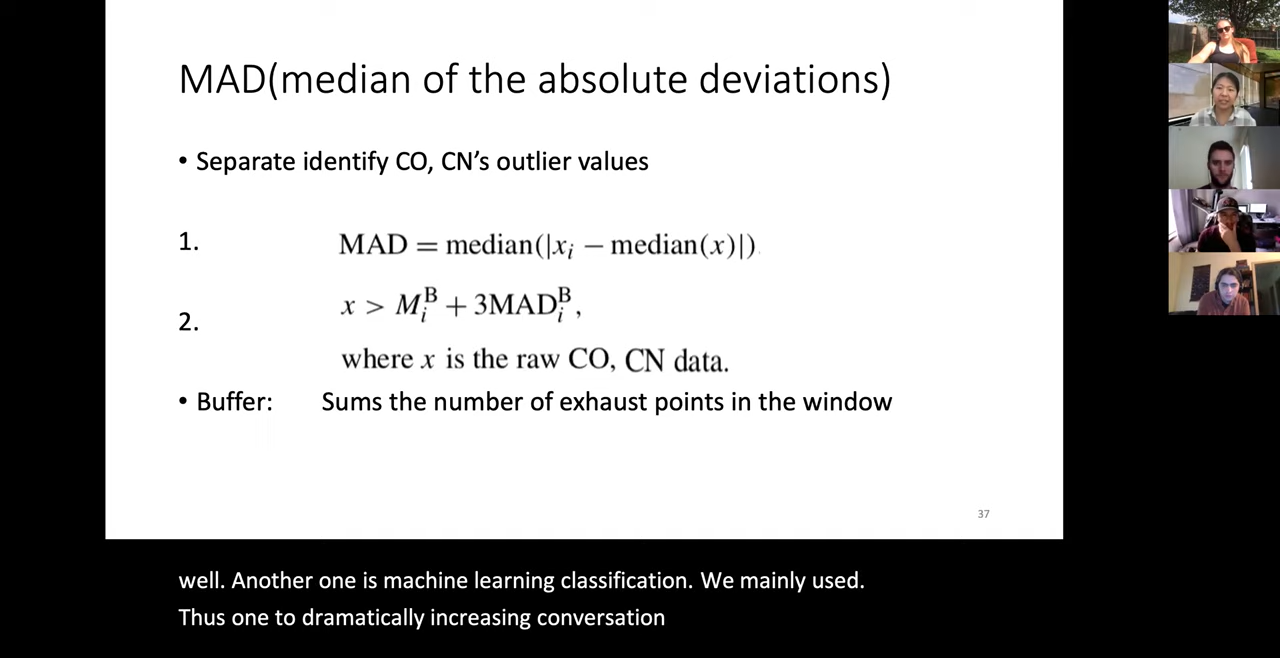 MAD(median of the absolute deviations)
• Separate identify CO, CN’s outlier values
1. MAD = median(|xᵢ − median(x)|)
2. x > Mᵢᴮ + 3MADᵢᴮ,
where x is the raw CO, CN data.
• Buffer: Sums the number of exhaust points in the window
37
well. Another one is machine learning classification. We mainly used.
Thus one to dramatically increasing conversation